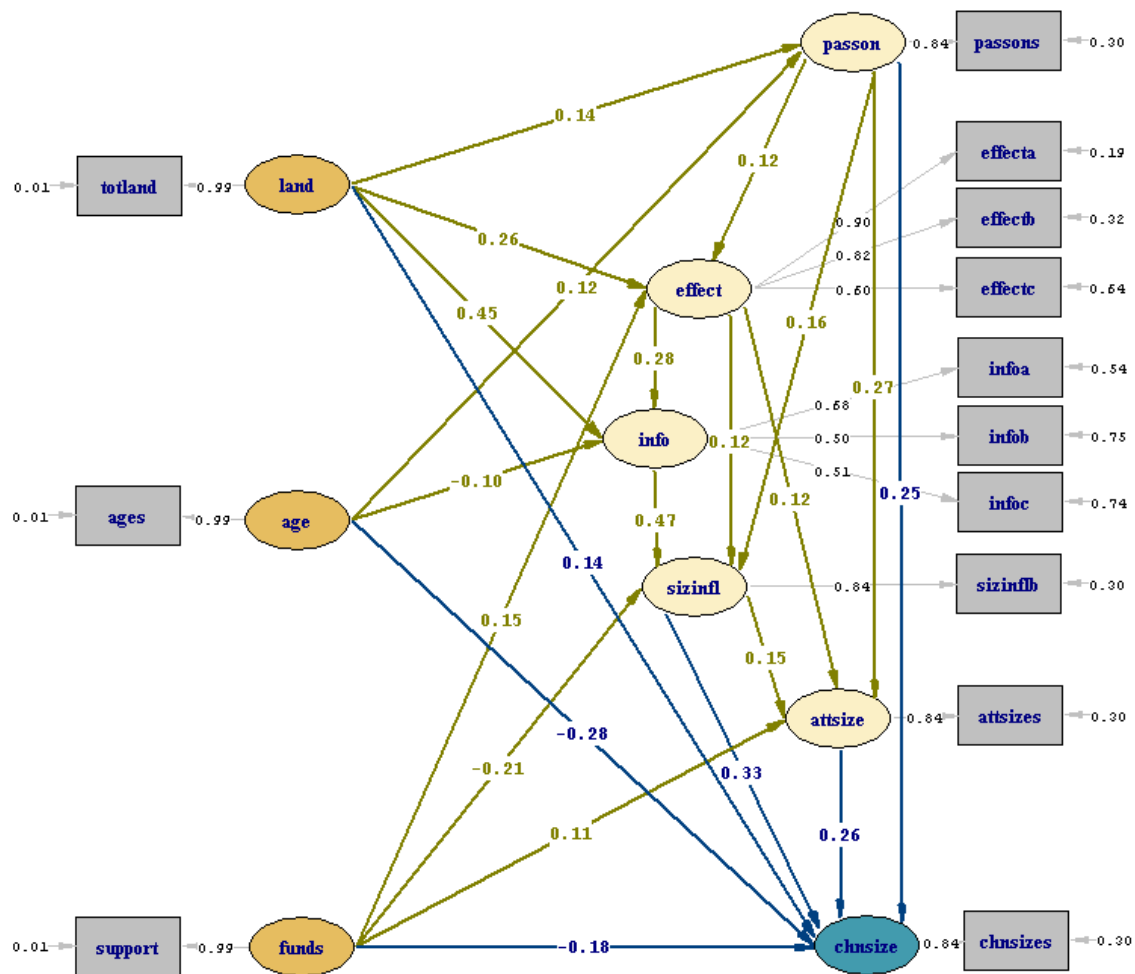 passon
0.84
passons
0.30
0.14
effecta
0.19
0.12
0.01
totland
0.99
land
0.90
effectb
0.32
0.26
0.82
effectc
0.64
effect
0.60
0.12
0.45
0.16
0.28
infoa
0.54
0.27
0.68
info
0.12
0.50
infob
0.75
0.51
-0.10
0.25
infoc
0.74
0.01
ages
0.99
age
0.47
0.12
0.14
sizinfl
0.84
sizinflb
0.30
0.15
0.15
attsize
0.84
attsizes
0.30
-0.28
-0.21
0.33
0.11
0.26
0.01
support
0.99
funds
-0.18
chnsize
0.84
chnsizes
0.30